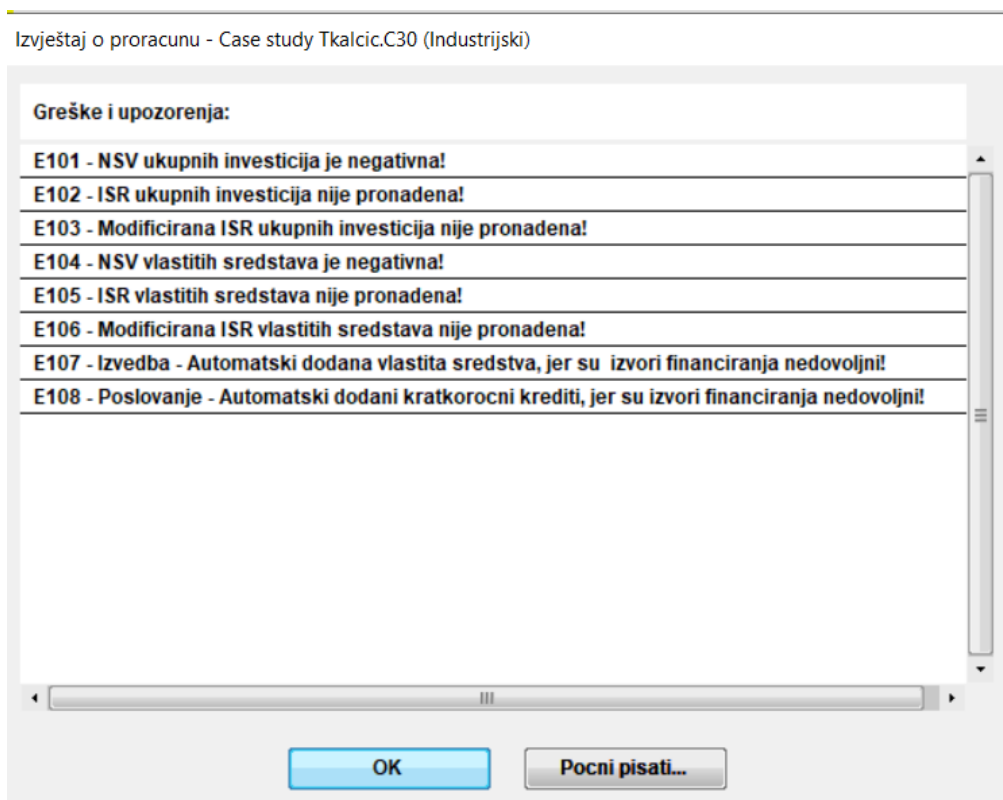 Izvještaj o proracunu - Case study Tkalcic.C30 (Industrijski)
Greške i upozorenja:
E101 - NSV ukupnih investicija je negativna!
E102 - ISR ukupnih investicija nije pronadena!
E103 - Modificirana ISR ukupnih investicija nije pronadena!
E104 - NSV vlastitih sredstava je negativna!
E105 - ISR vlastitih sredstava nije pronadena!
E106 - Modificirana ISR vlastitih sredstava nije pronadena!
E107 - Izvedba - Automatski dodana vlastita sredstva, jer su  izvori financiranja nedovoljni!
E108 - Poslovanje - Automatski dodani kratkorocni krediti, jer su izvori financiranja nedovoljni!
OK
Pocni pisati...